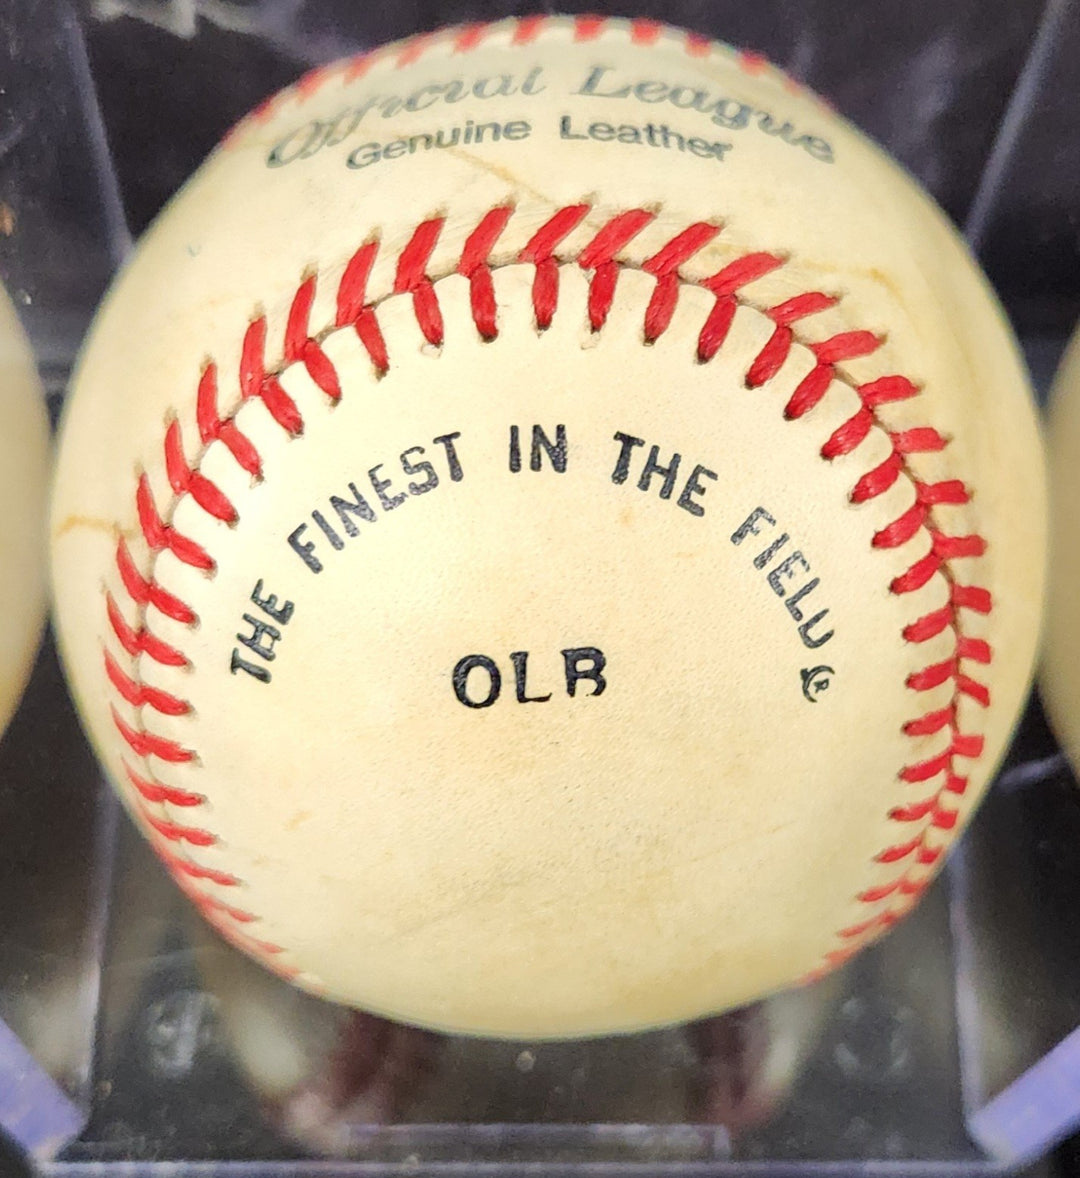 Official League
Genuine Leather
THE FINEST IN THE FIELD ®
OLB